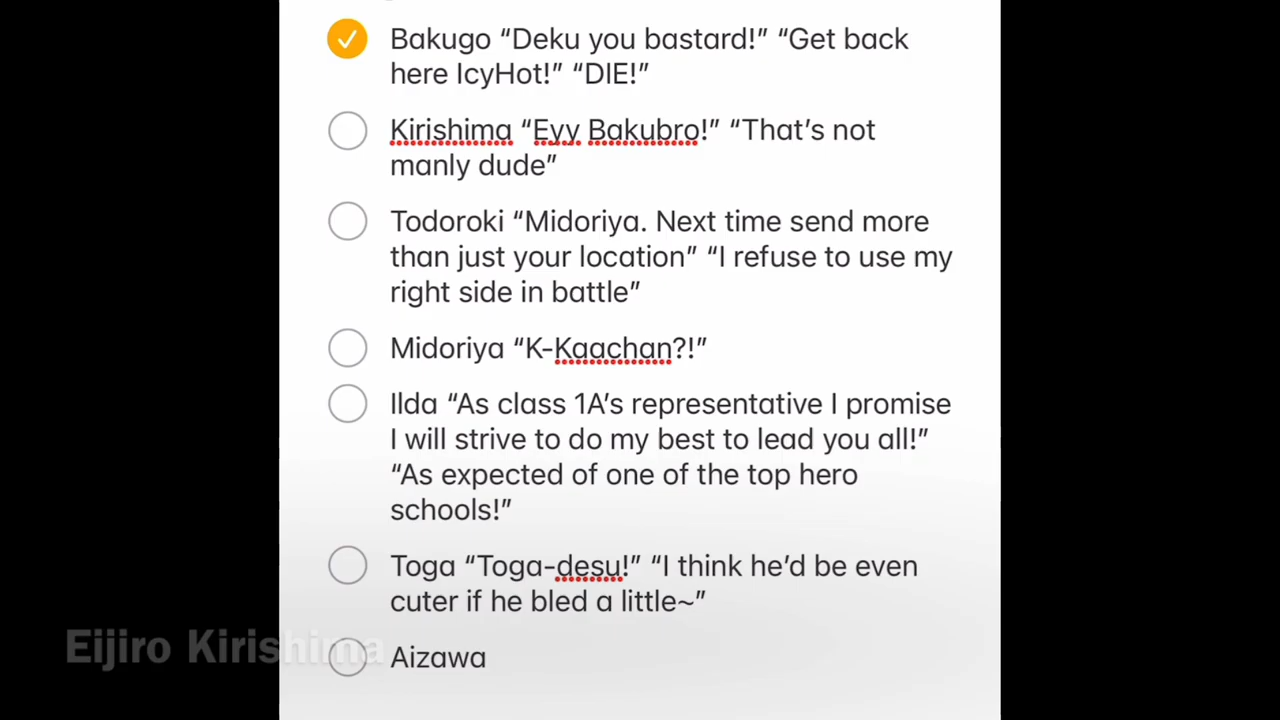 Bakugo “Deku you bastard!” “Get back
here IcyHot!” “DIE!”
Kirishima “Eyy Bakubro!” “That’s not
manly dude”
Todoroki “Midoriya. Next time send more
than just your location” “I refuse to use my
right side in battle”
Midoriya “K-Kaachan?!”
Ilda “As class 1A’s representative I promise
I will strive to do my best to lead you all!”
“As expected of one of the top hero
schools!”
Toga “Toga-desu!” “I think he’d be even
cuter if he bled a little~”
Eijiro Kirishima
Aizawa